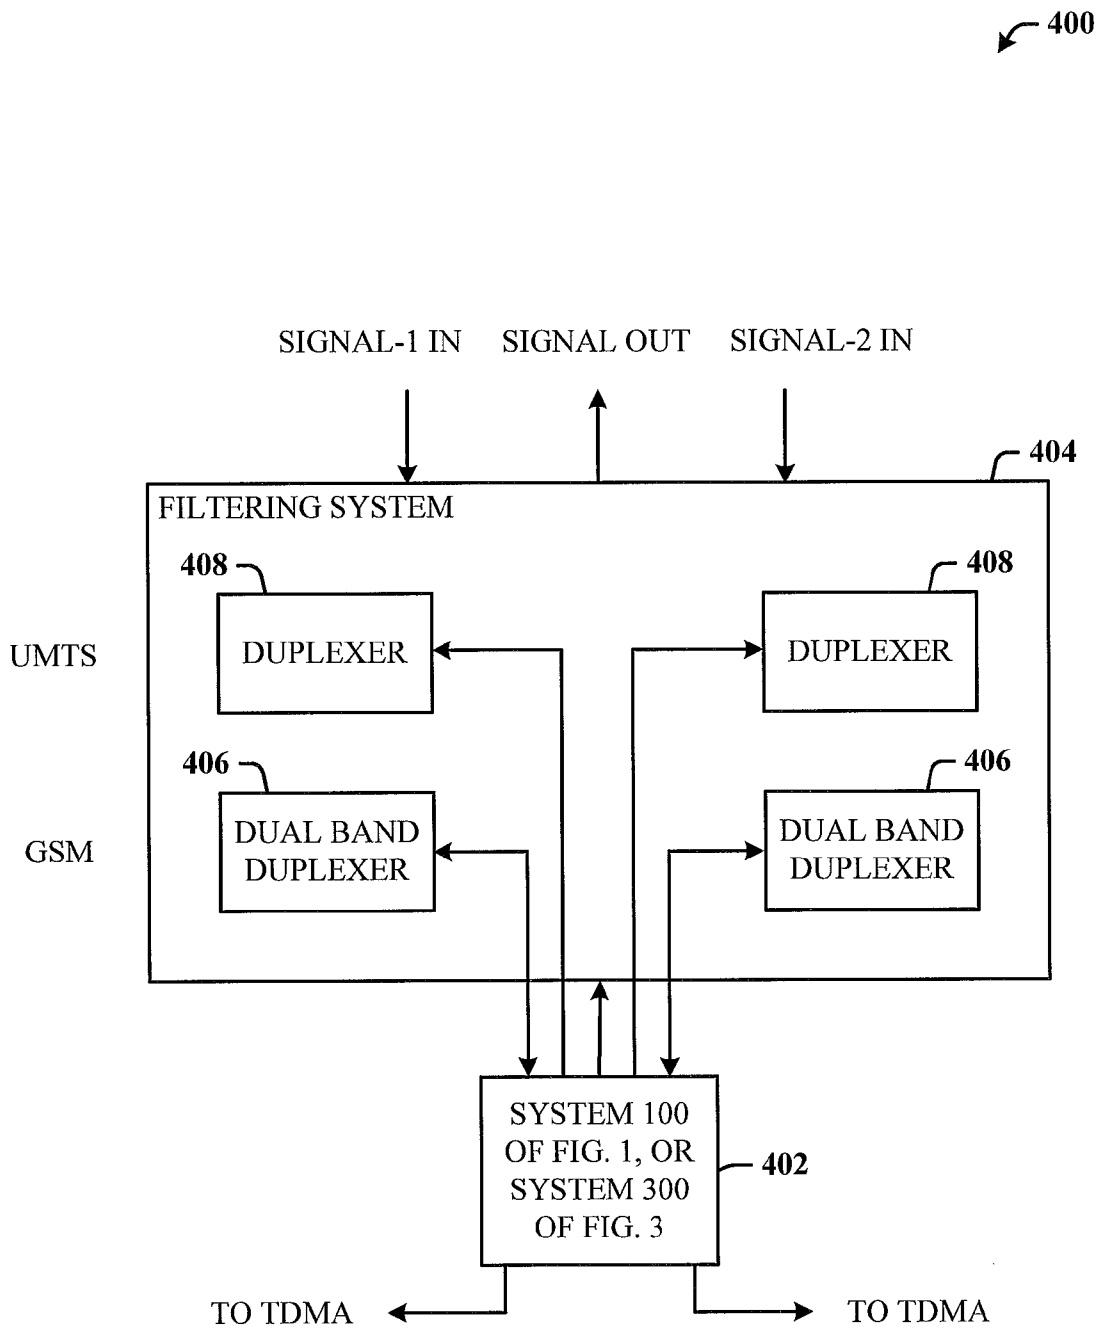 400
SIGNAL-1 IN SIGNAL OUT SIGNAL-2 IN
404
FILTERING SYSTEM
408 408
UMTS DUPLEXER DUPLEXER
406 406
GSM
DUAL BAND
DUPLEXER
DUAL BAND
DUPLEXER
SYSTEM 100
OF FIG. 1, OR
SYSTEM 300
OF FIG. 3
402
TO TDMA TO TDMA